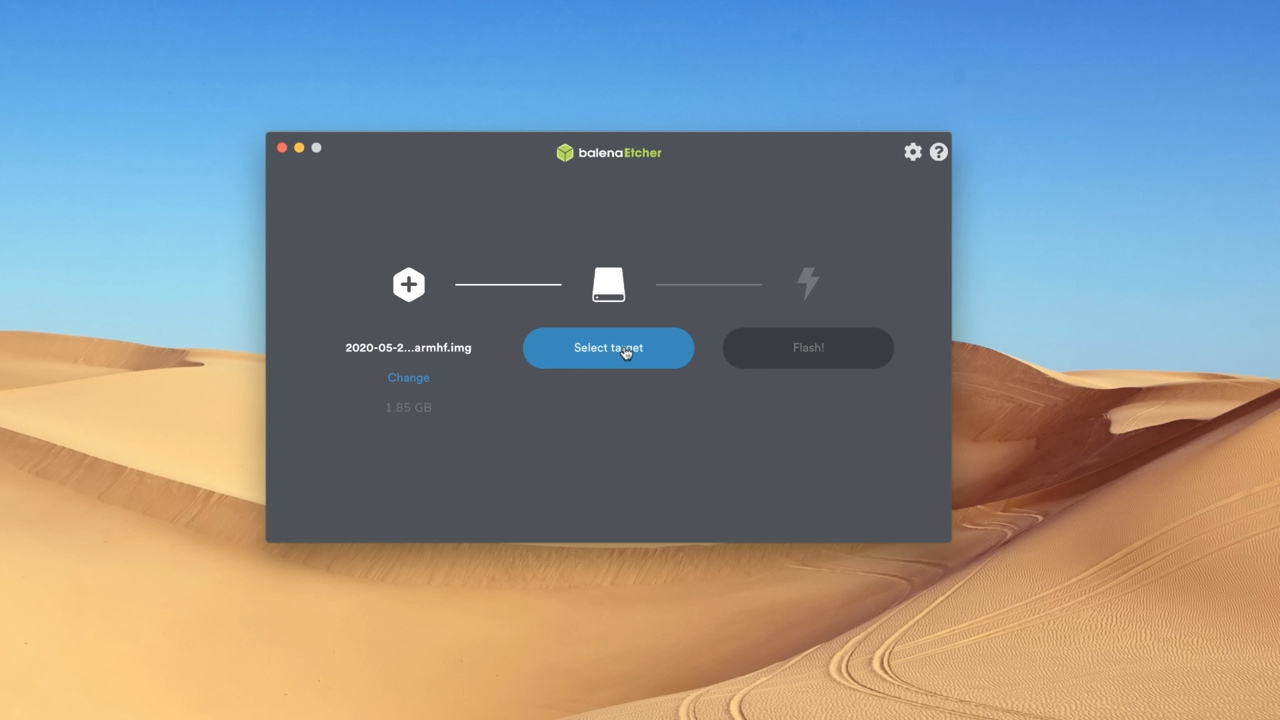 balenaEtcher
2020-05-2...armhf.img
Select target
Flash!
Change
1.85 GB